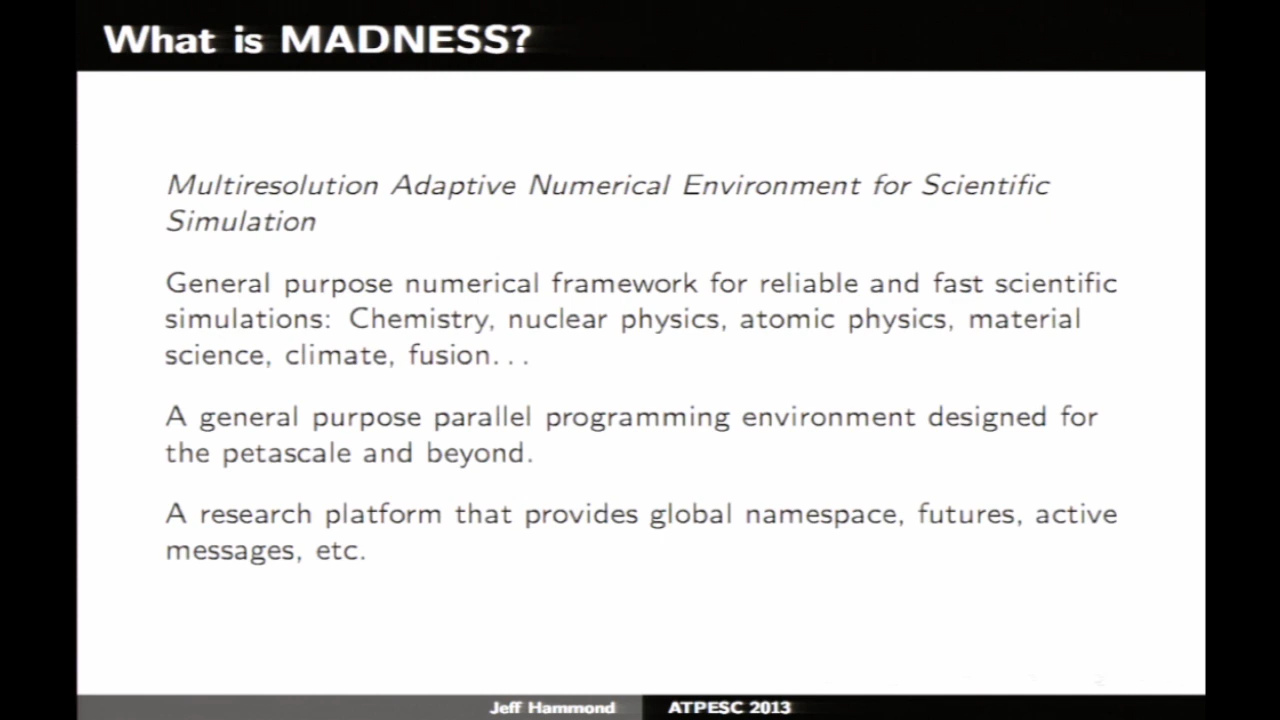 What is MADNESS?
Multiresolution Adaptive Numerical Environment for Scientific
Simulation
General purpose numerical framework for reliable and fast scientific
simulations: Chemistry, nuclear physics, atomic physics, material
science, climate, fusion...
A general purpose parallel programming environment designed for
the petascale and beyond.
A research platform that provides global namespace, futures, active
messages, etc.
Jeff Hammond ATPESC 2013